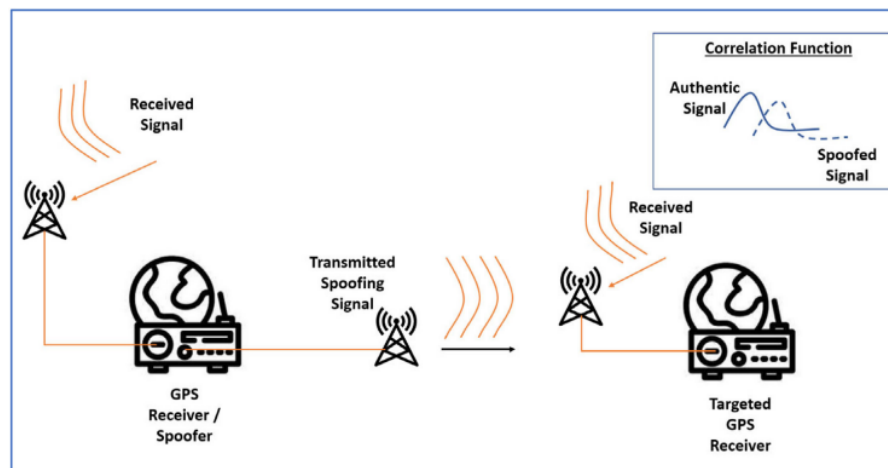 Correlation Function
Authentic
Signal
Spoofed
Signal
Received
Signal
Received
Signal
Transmitted
Spoofing
Signal
GPS
Receiver /
Spoofer
Targeted
GPS
Receiver